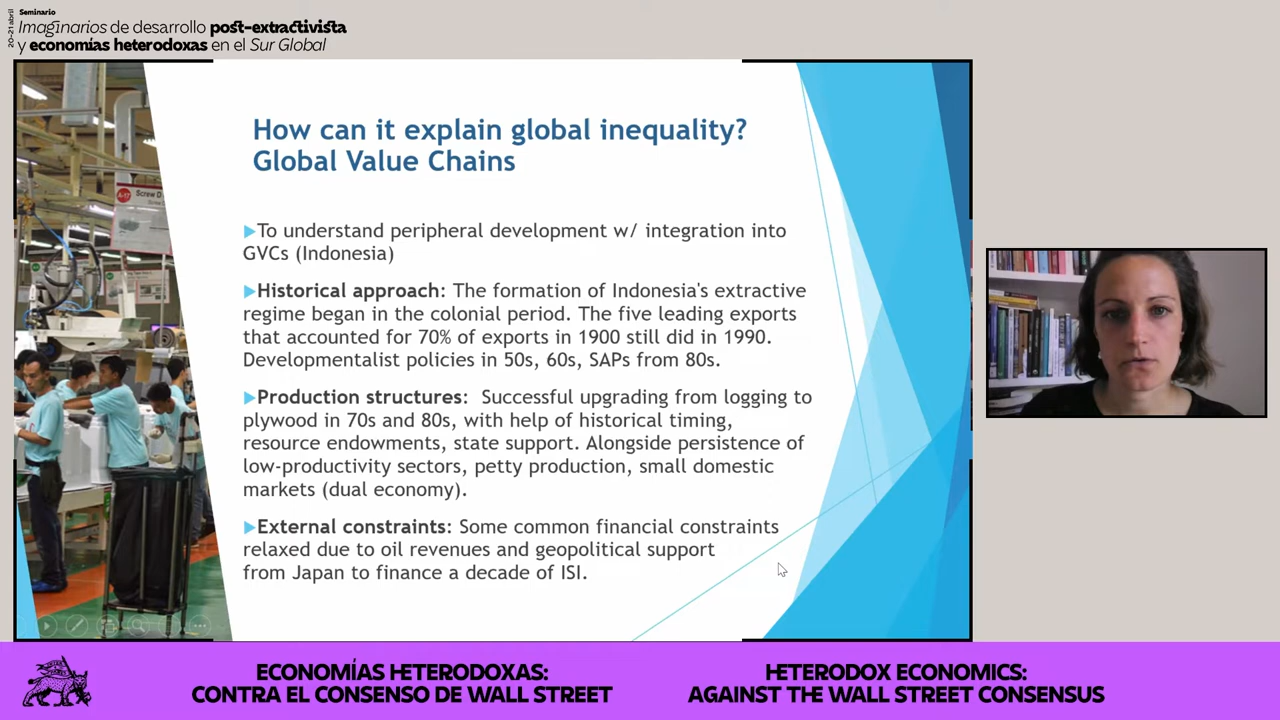 20-21 abril
Seminario
Imaginarios de desarrollo post-extractivista
y economías heterodoxas en el Sur Global
How can it explain global inequality?
Global Value Chains
To understand peripheral development w/ integration into
GVCs (Indonesia)
Historical approach: The formation of Indonesia's extractive
regime began in the colonial period. The five leading exports
that accounted for 70% of exports in 1900 still did in 1990.
Developmentalist policies in 50s, 60s, SAPs from 80s.
Production structures: Successful upgrading from logging to
plywood in 70s and 80s, with help of historical timing,
resource endowments, state support. Alongside persistence of
low-productivity sectors, petty production, small domestic
markets (dual economy).
External constraints: Some common financial constraints
relaxed due to oil revenues and geopolitical support
from Japan to finance a decade of ISI.
Screw D
ECONOMÍAS HETERODOXAS:
CONTRA EL CONSENSO DE WALL STREET
HETERODOX ECONOMICS:
AGAINST THE WALL STREET CONSENSUS